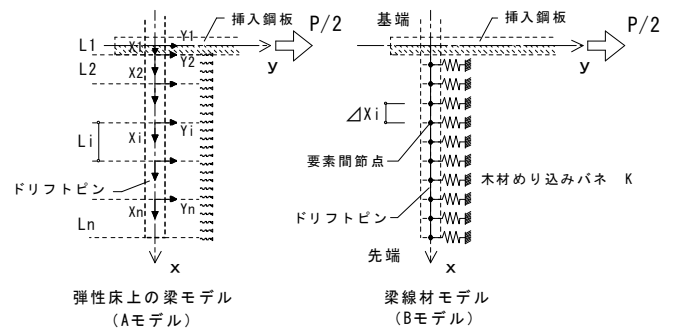 挿入鋼板
P/2
L1
X1
Y1
y
L2
X2
Y2
Li
Xi
Yi
ドリフトピン
Xn
Yn
Ln
x
弾性床上の梁モデル
(Aモデル)
基端
挿入鋼板
P/2
y
⊿Xi
要素間節点
木材めり込みバネ K
ドリフトピン
先端
x
梁線材モデル
(Bモデル)